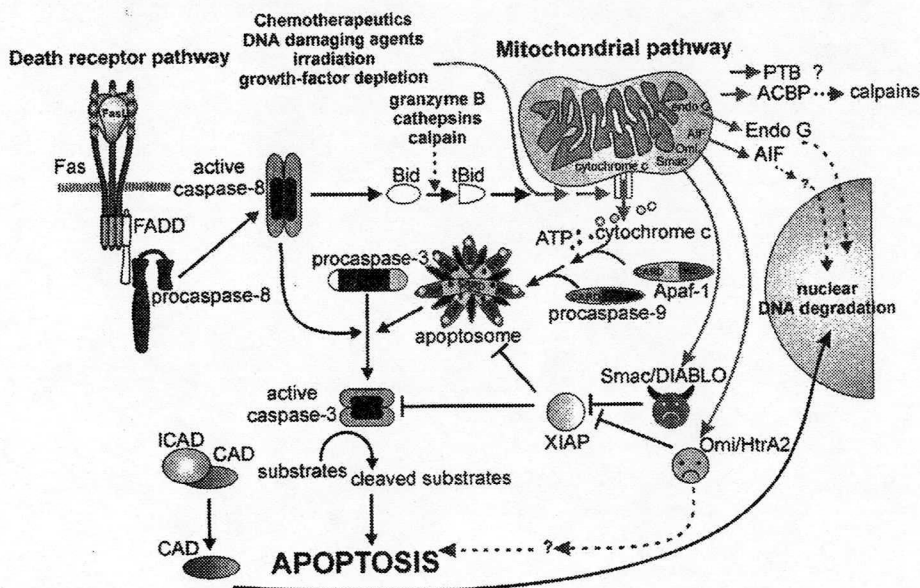 Chemotherapeutics
DNA damaging agents
irradiation
growth-factor depletion
Death receptor pathway
Mitochondrial pathway
PTB ?
ACBP
calpains
granzyme B
cathepsins
calpain
endo G
Endo G
AIF
AIF
Omi
Smac
cytochrome c
?
FasL
Fas
active
caspase-8
Bid
tBid
FADD
ATP
cytochrome c
procaspase-3
procaspase-8
CARD
Apaf-1
CARD
procaspase-9
apoptosome
nuclear
DNA degradation
Smac/DIABLO
active
caspase-3
XIAP
Omi/HtrA2
ICAD
CAD
substrates
cleaved substrates
CAD
APOPTOSIS
?